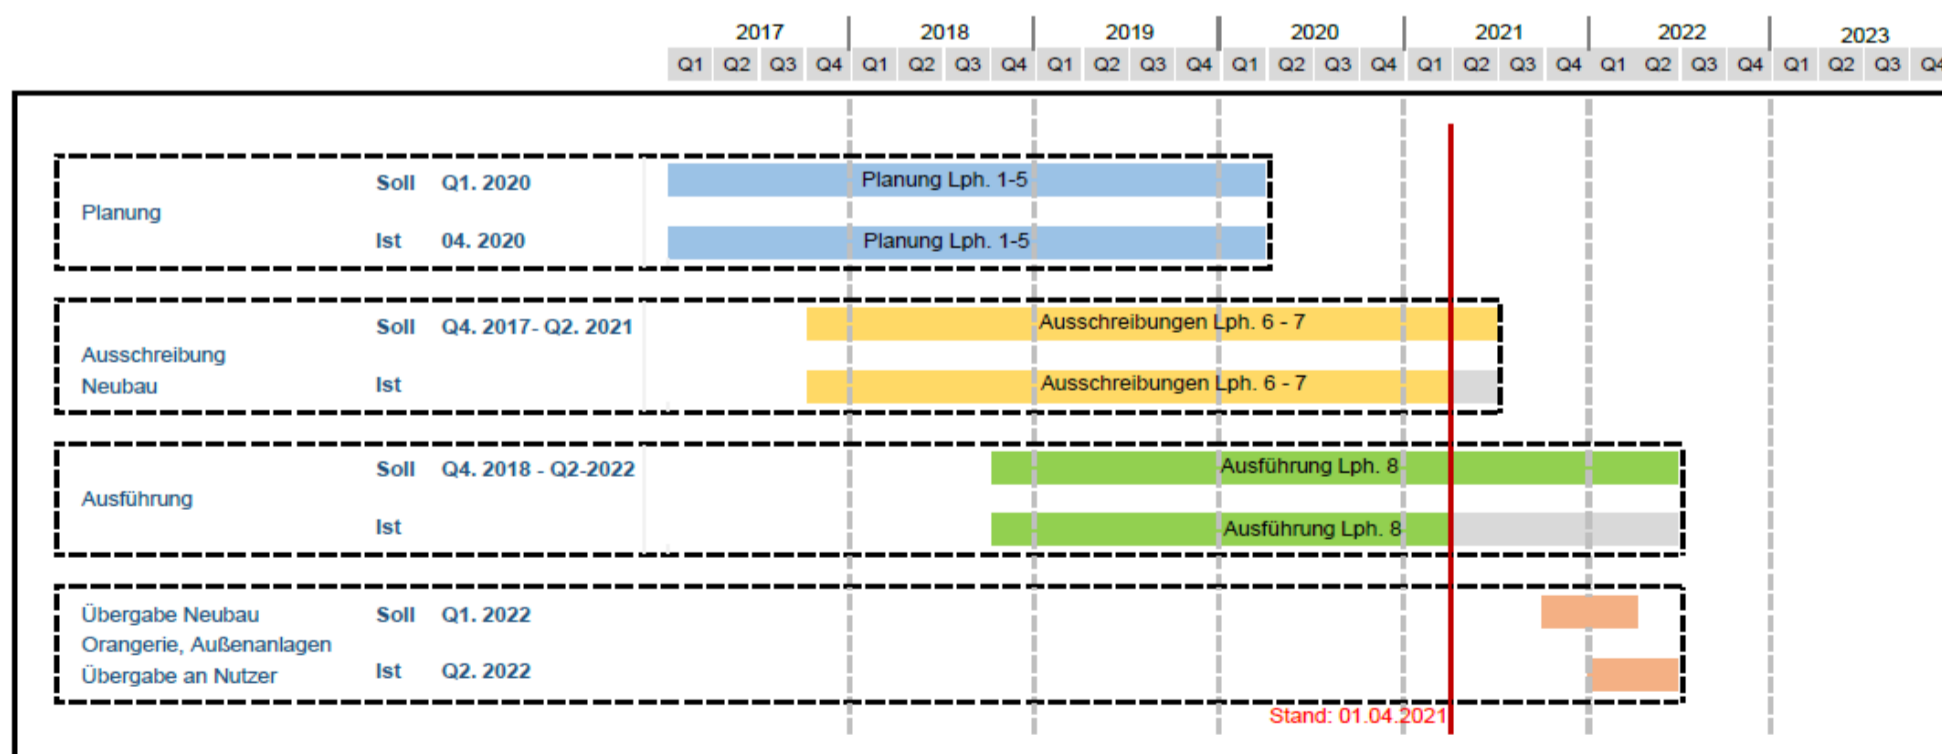 2017 2018 2019 2020 2021 2022 2023
Q1 Q2 Q3 Q4 Q1 Q2 Q3 Q4 Q1 Q2 Q3 Q4 Q1 Q2 Q3 Q4 Q1 Q2 Q3 Q4 Q1 Q2 Q3 Q4 Q1 Q2 Q3 Q4
Soll Q1. 2020 Planung Lph. 1-5
Planung
Ist 04. 2020 Planung Lph. 1-5
Soll Q4. 2017- Q2. 2021 Ausschreibungen Lph. 6 - 7
Ausschreibung
Neubau Ist Ausschreibungen Lph. 6 - 7
Soll Q4. 2018 - Q2-2022 Ausführung Lph. 8
Ausführung
Ist Ausführung Lph. 8
Übergabe Neubau Soll Q1. 2022
Orangerie, Außenanlagen
Übergabe an Nutzer Ist Q2. 2022
Stand: 01.04.2021